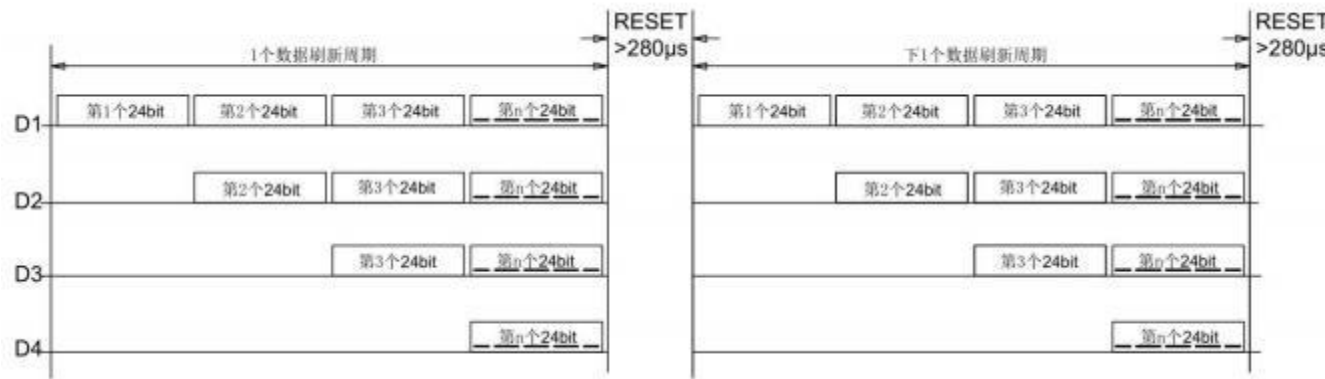 RESET
>280μs
RESET
>280μs
1个数据刷新周期
下1个数据刷新周期
D1
第1个24bit
第2个24bit
第3个24bit
第n个24bit
第1个24bit
第2个24bit
第3个24bit
第n个24bit
D2
第2个24bit
第3个24bit
第n个24bit
第2个24bit
第3个24bit
第n个24bit
D3
第3个24bit
第n个24bit
第3个24bit
第n个24bit
D4
第n个24bit
第n个24bit